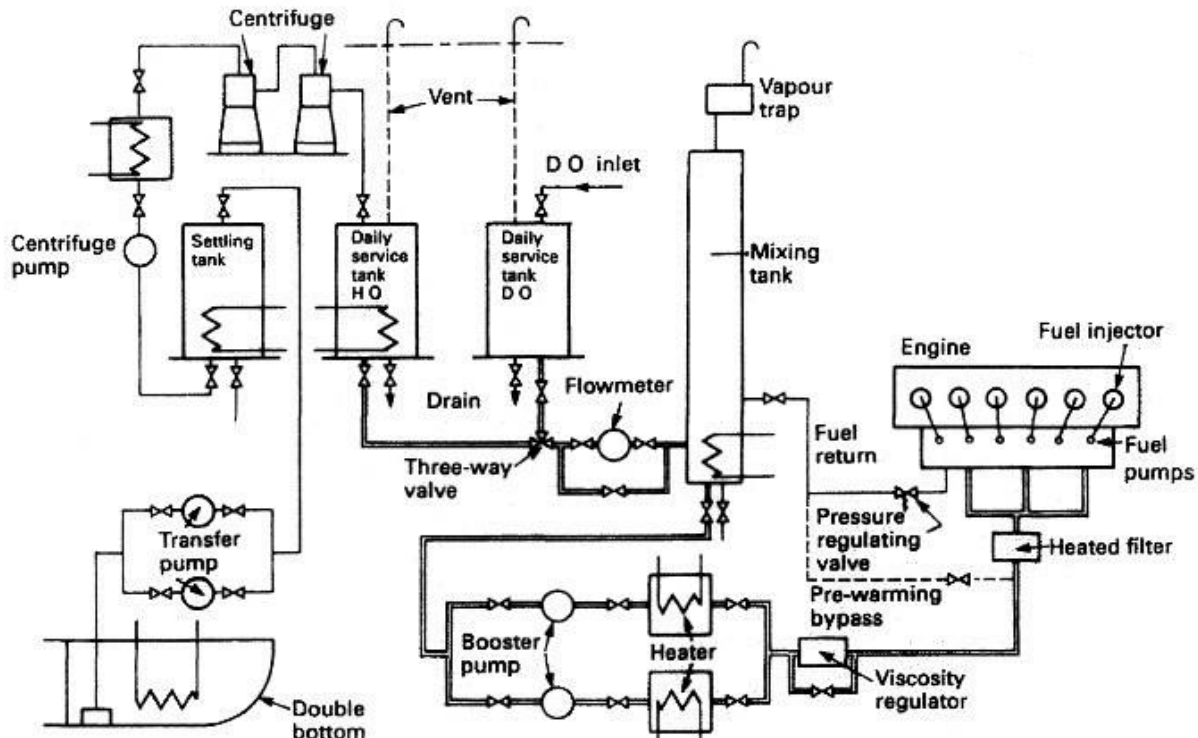 Centrifuge
Vent
Vapour
trap
D O inlet
Centrifuge
pump
Settling
tank
Daily
service
tank
H O
Daily
service
tank
D O
Mixing
tank
Fuel injector
Engine
Flowmeter
Drain
Three-way
valve
Fuel
return
Fuel
pumps
Pressure
regulating
valve
Heated filter
Transfer
pump
Pre-warming
bypass
Booster
pump
Heater
Viscosity
regulator
Double
bottom